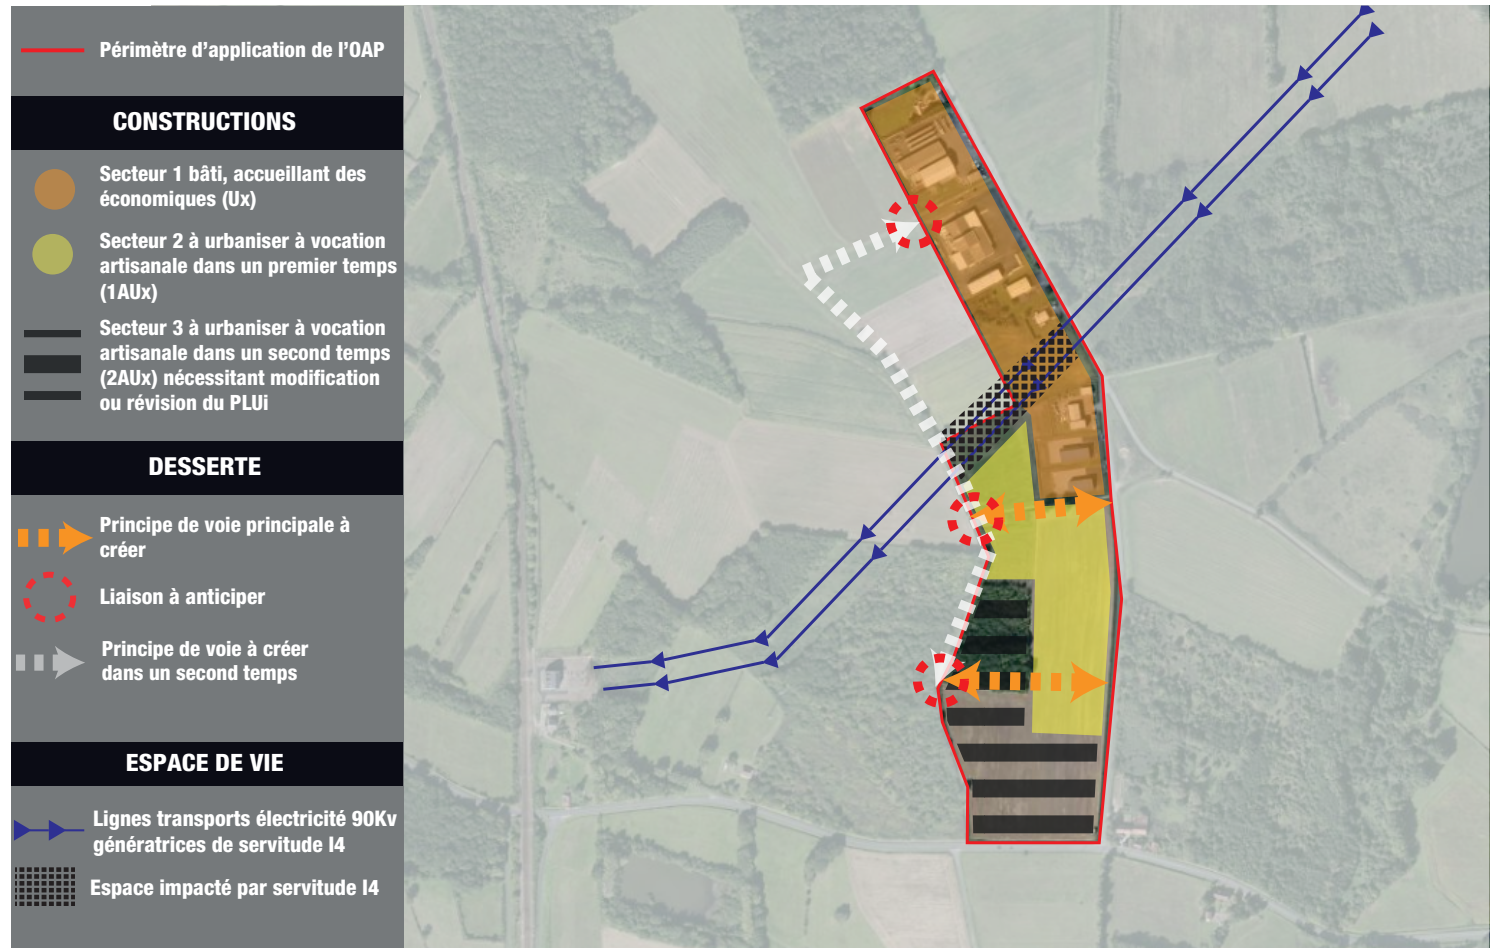 Périmètre d'application de l'OAP
CONSTRUCTIONS
Secteur 1 bâti, accueillant des
économiques (Ux)
Secteur 2 à urbaniser à vocation
artisanale dans un premier temps
(1AUx)
Secteur 3 à urbaniser à vocation
artisanale dans un second temps
(2AUx) nécessitant modification
ou révision du PLUi
DESSERTE
Principe de voie principale à
créer
Liaison à anticiper
Principe de voie à créer
dans un second temps
ESPACE DE VIE
Lignes transports électricité 90Kv
génératrices de servitude I4
Espace impacté par servitude I4